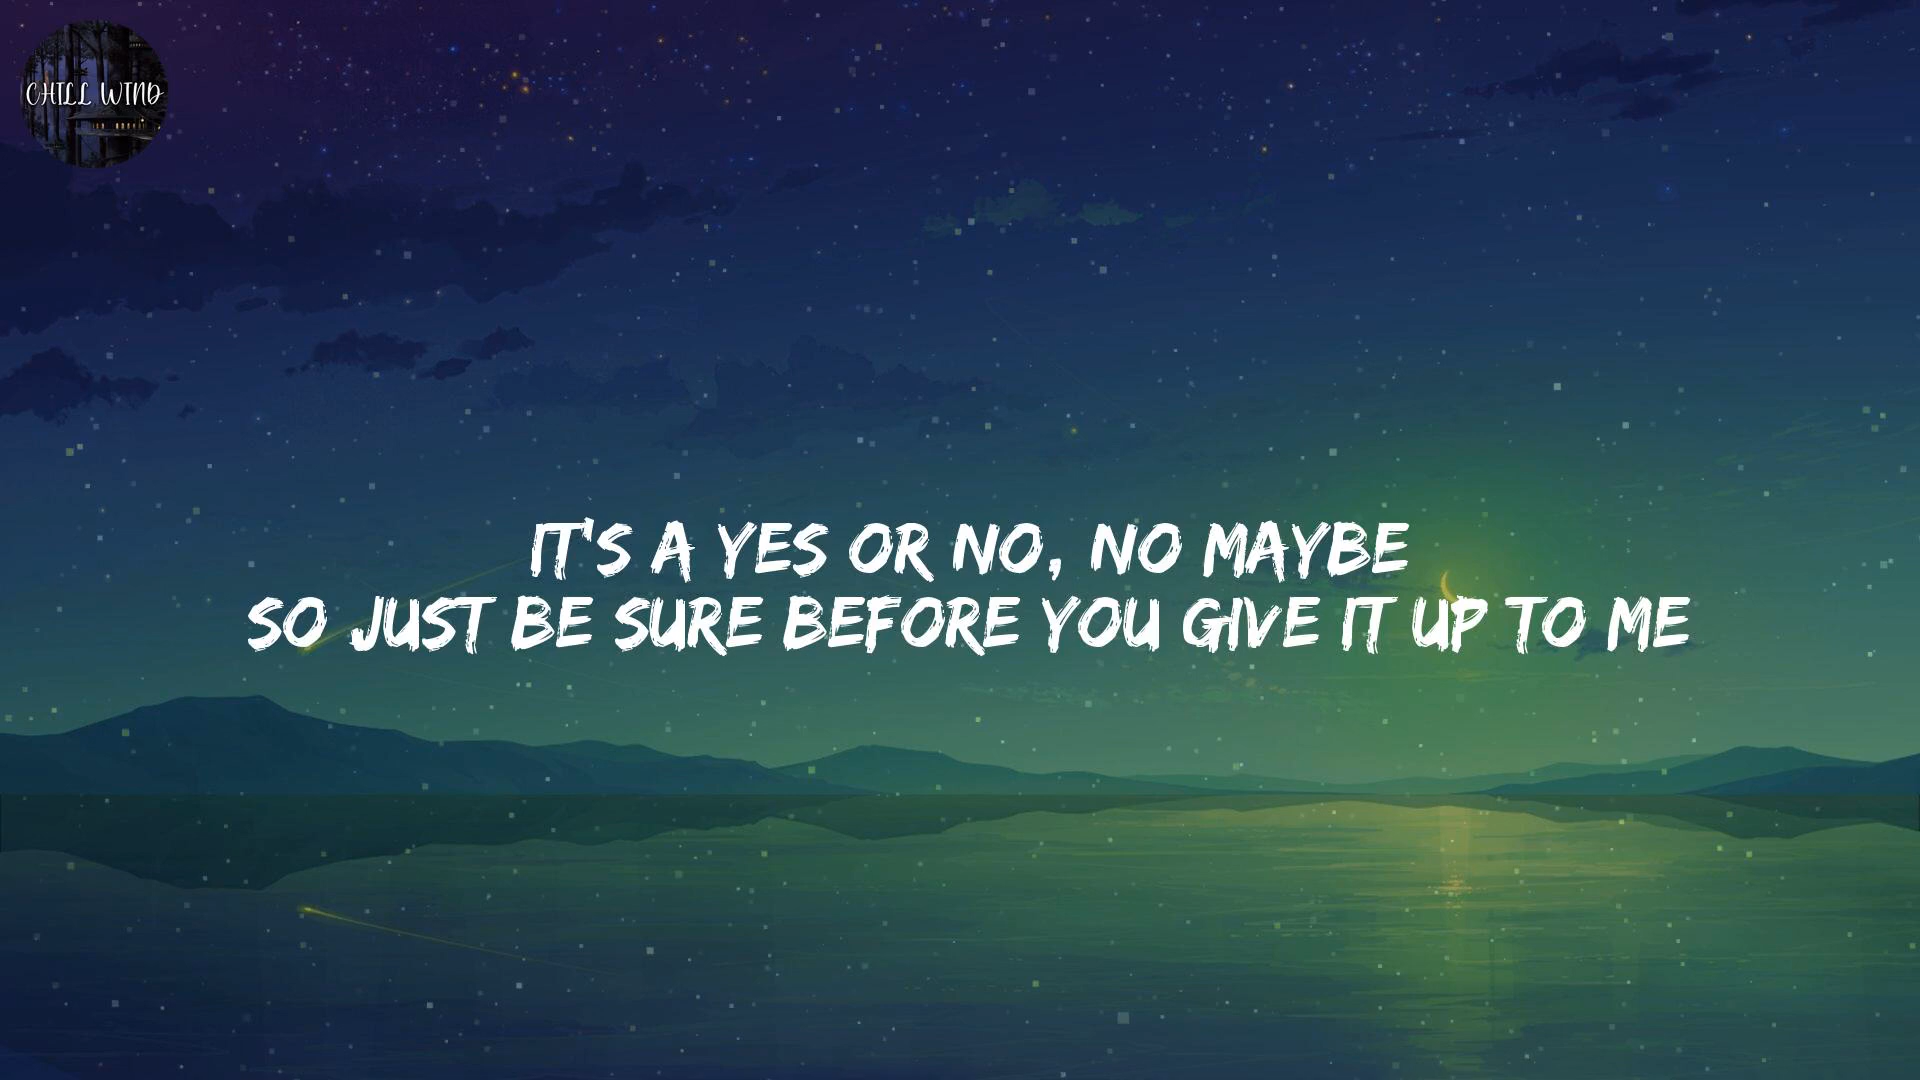 CHILL WIND
IT'S A YES OR NO, NO MAYBE
SO JUST BE SURE BEFORE YOU GIVE IT UP TO ME